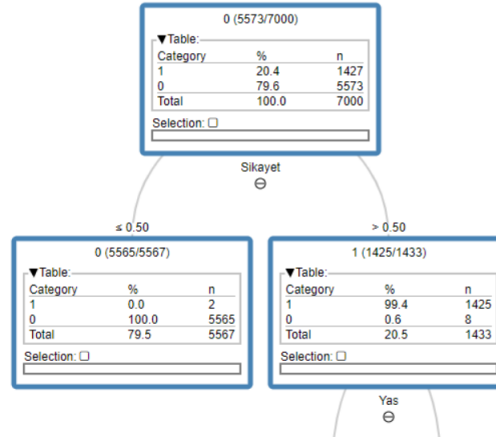 0 (5573/7000)
▼Table:
Category % n
1 20.4 1427
0 79.6 5573
Total 100.0 7000
Selection:
Sikayet
≤ 0.50
> 0.50
0 (5565/5567)
▼Table:
Category % n
1 0.0 2
0 100.0 5565
Total 79.5 5567
Selection:
1 (1425/1433)
▼Table:
Category % n
1 99.4 1425
0 0.6 8
Total 20.5 1433
Selection:
Yas